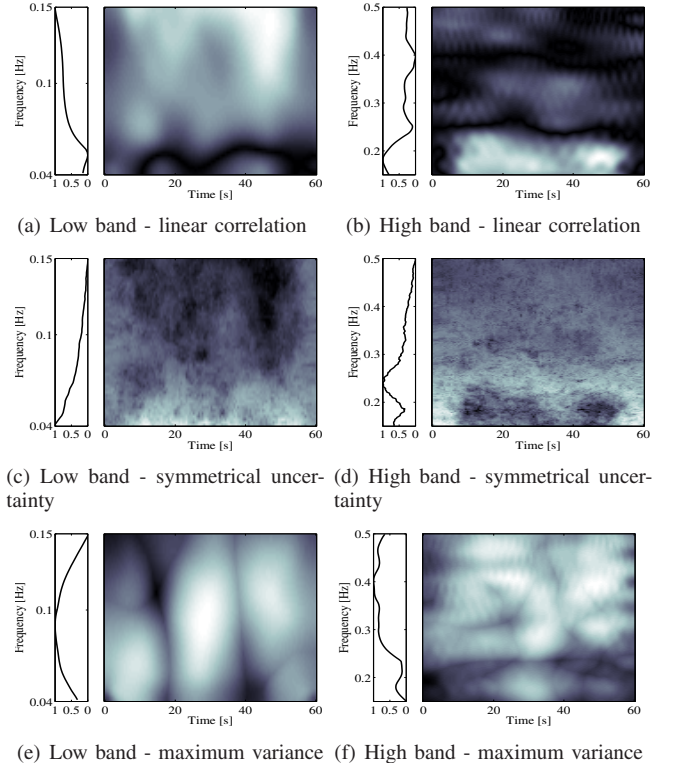 0.15
0.1
0.04
Frequency [Hz]
1 0.5 0
20 40 60
Time [s]
0.5
0.4
0.3
0.2
Frequency [Hz]
1 0.5 0
0 20 40 60
Time [s]
(a) Low band - linear correlation
(b) High band - linear correlation
0.15
0.1
0.04
Frequency [Hz]
1 0.5 0
0 20 40 60
Time [s]
0.5
0.4
0.3
0.2
Frequency [Hz]
1 0.5 0
0 20 40 60
Time [s]
(c) Low band - symmetrical uncer-
tainty
(d) High band - symmetrical uncer-
tainty
0.15
0.1
0.04
Frequency [Hz]
1 0.5 0
0 20 40 60
Time [s]
0.5
0.4
0.3
0.2
Frequency [Hz]
1 0.5 0
0 20 40 60
Time [s]
(e) Low band - maximum variance
(f) High band - maximum variance